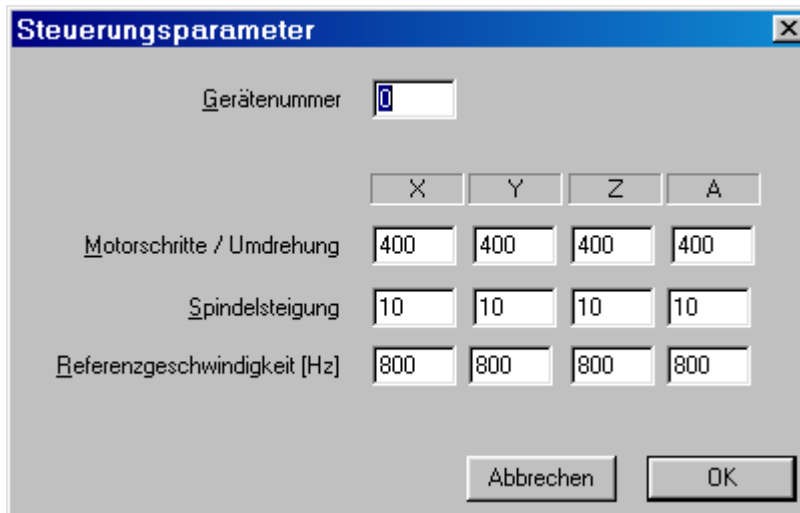 Steuerungsparameter
Gerätenummer 0
X Y Z A
Motorschritte / Umdrehung 400 400 400 400
Spindelsteigung 10 10 10 10
Referenzgeschwindigkeit [Hz] 800 800 800 800
Abbrechen OK